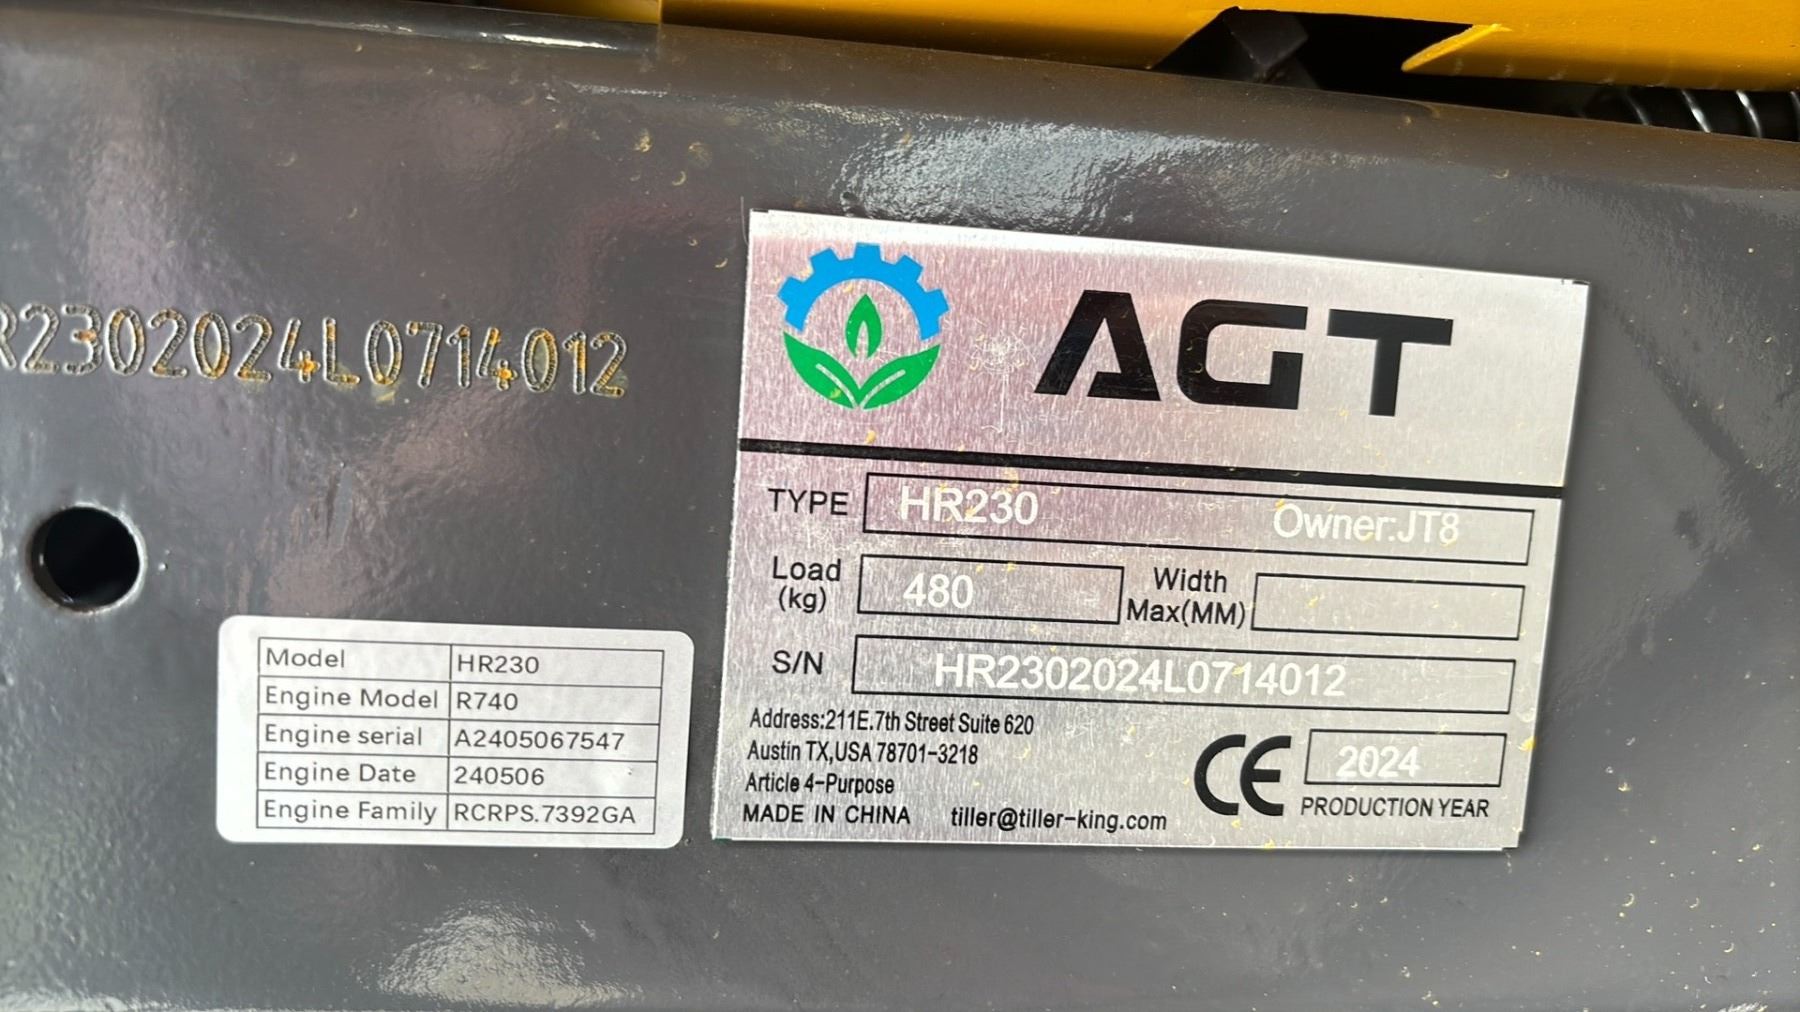 R2302024L0714012
AGT
TYPE HR230 Owner:JT8
Load (kg) 480 Width Max(MM)
S/N HR2302024L0714012
Address:211E.7th Street Suite 620
Austin TX,USA 78701-3218
Article 4-Purpose
MADE IN CHINA tiller@tiller-king.com
CE 2024
PRODUCTION YEAR
Model HR230
Engine Model R740
Engine serial A2405067547
Engine Date 240506
Engine Family RCRPS.7392GA